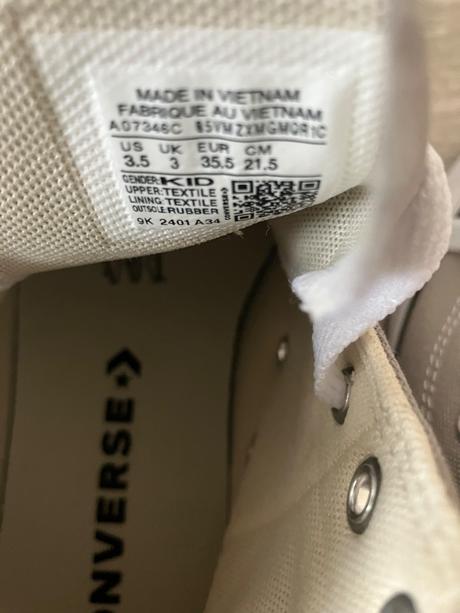 MADE IN VIETNAM
FABRIQUE AU VIETNAM
A07346C
US UK EUR CM
3.5 3 35.5 21.5
GENDER: KID
UPPER: TEXTILE
LINING: TEXTILE
OUTSOLE: RUBBER
CONVERSE
9K 2401 A34
CONVERSE